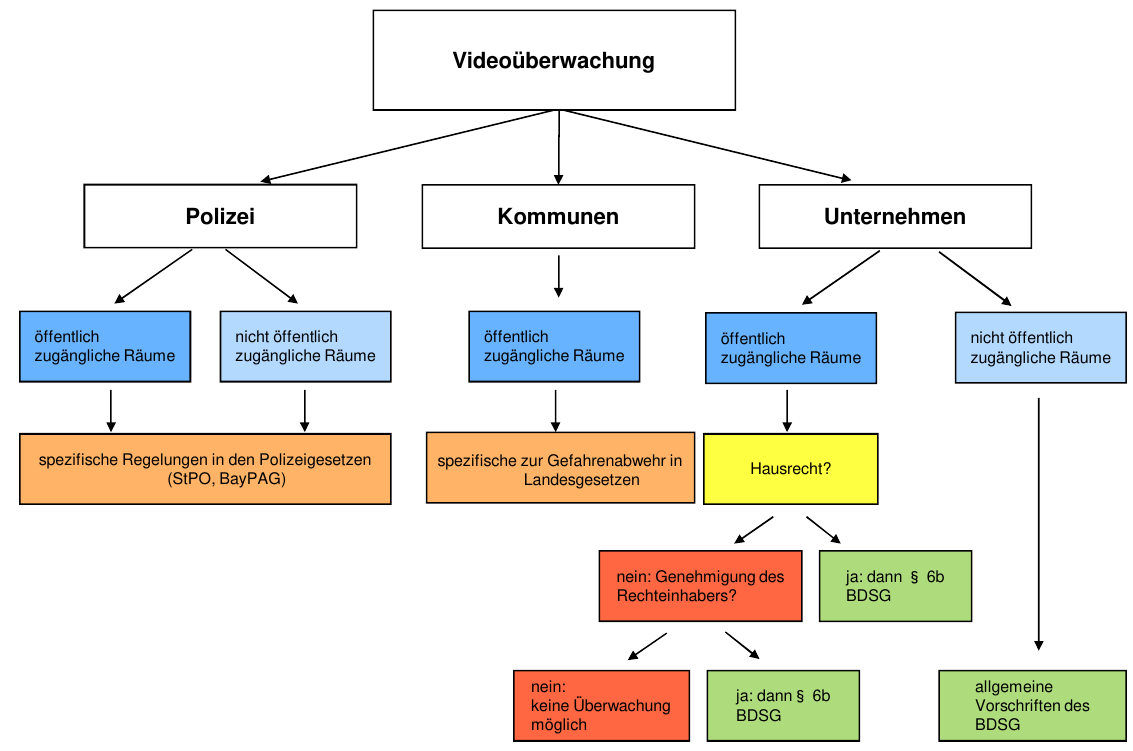 Videoüberwachung
Polizei
Kommunen
Unternehmen
öffentlich
zugängliche Räume
nicht öffentlich
zugängliche Räume
öffentlich
zugängliche Räume
öffentlich
zugängliche Räume
nicht öffentlich
zugängliche Räume
spezifische Regelungen in den Polizeigesetzen
(StPO, BayPAG)
spezifische zur Gefahrenabwehr in
Landesgesetzen
Hausrecht?
nein: Genehmigung des
Rechteinhabers?
ja: dann § 6b
BDSG
nein:
keine Überwachung
möglich
ja: dann § 6b
BDSG
allgemeine
Vorschriften des
BDSG